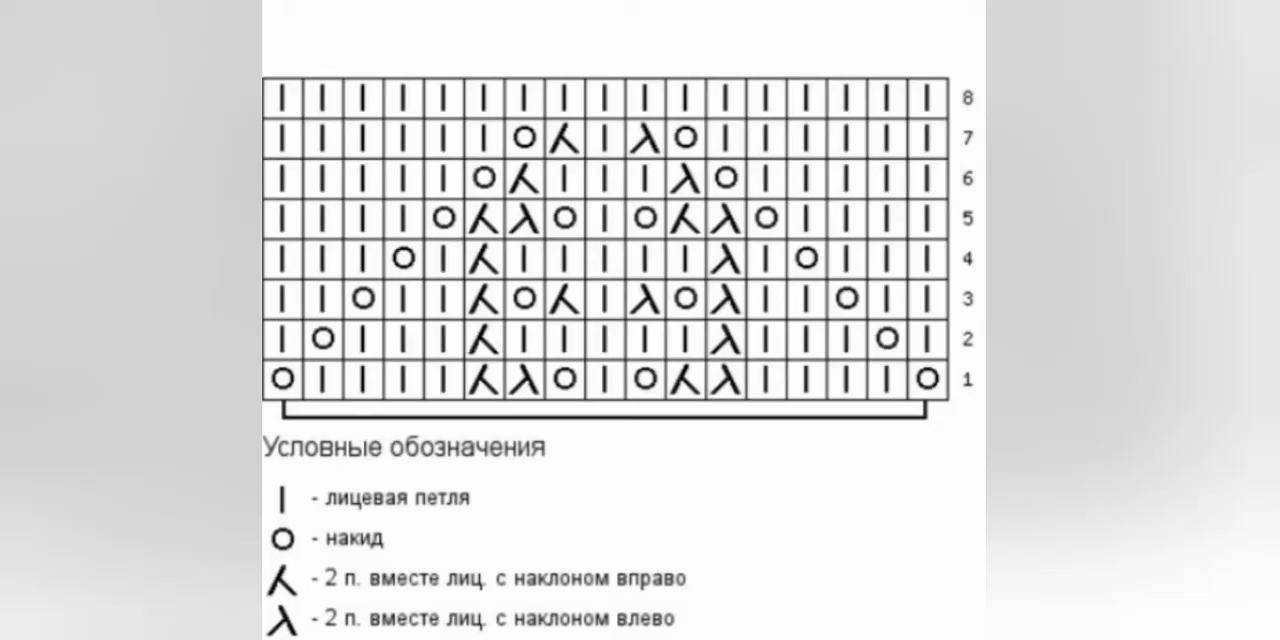 8
7
6
5
4
3
2
1
Условные обозначения
| - лицевая петля
O - накид
⅄ - 2 п. вместе лиц. с наклоном вправо
λ - 2 п. вместе лиц. с наклоном влево